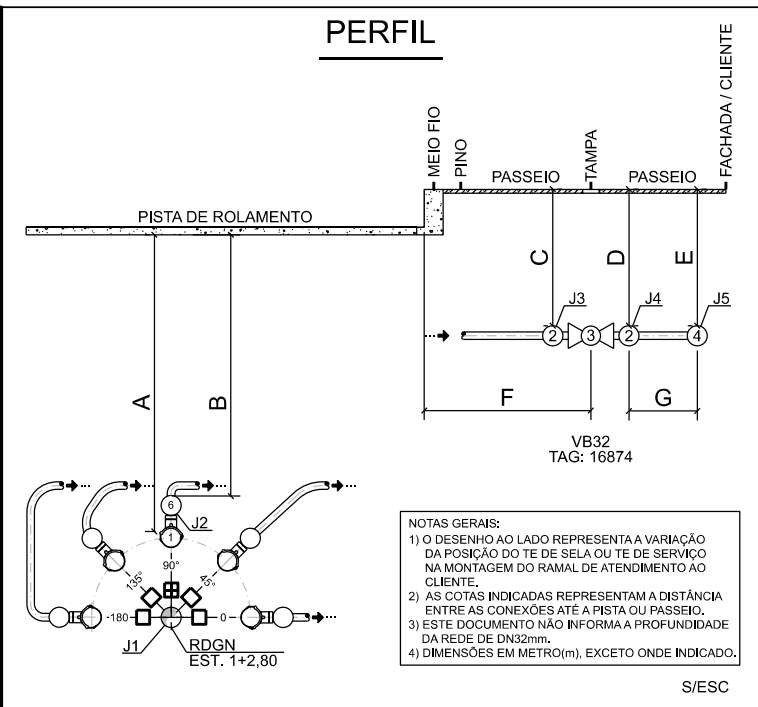 PERFIL
MEIO FIO
PINO
PASSEIO
TAMPA
PASSEIO
FACHADA / CLIENTE
PISTA DE ROLAMENTO
A
B
C
D
E
J3
J4
J5
2
3
2
4
F
G
VB32
TAG: 16874
6
J2
1
90°
135°
45°
180
0
J1
RDGN
EST. 1+2,80
NOTAS GERAIS:
1) O DESENHO AO LADO REPRESENTA A VARIAÇÃO
DA POSIÇÃO DO TE DE SELA OU TE DE SERVIÇO
NA MONTAGEM DO RAMAL DE ATENDIMENTO AO
CLIENTE.
2) AS COTAS INDICADAS REPRESENTAM A DISTÂNCIA
ENTRE AS CONEXÕES ATÉ A PISTA OU PASSEIO.
3) ESTE DOCUMENTO NÃO INFORMA A PROFUNDIDADE
DA REDE DE DN32mm.
4) DIMENSÕES EM METRO(m), EXCETO ONDE INDICADO.
S/ESC